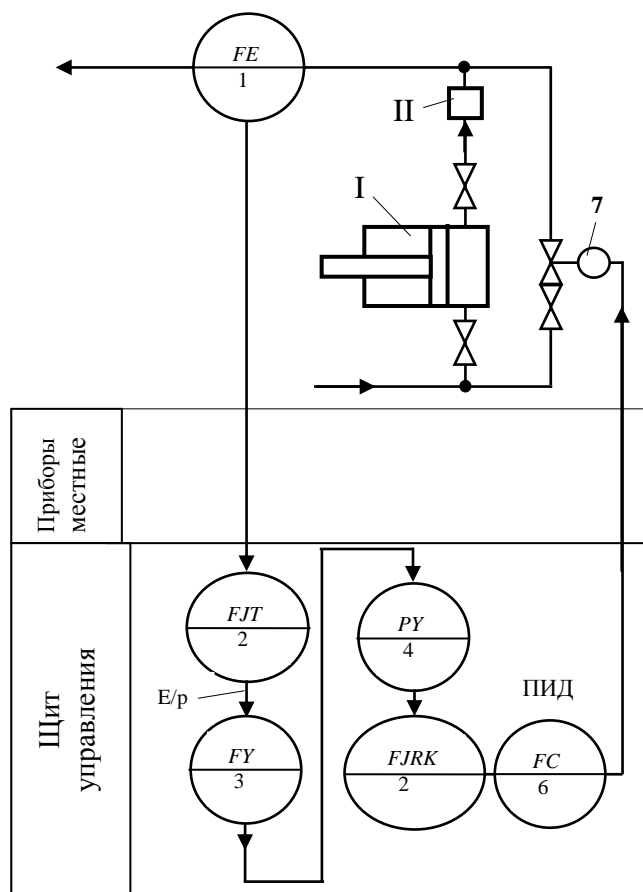 FE
1
II
I
7
Приборы
местные
Щит
управления
FJT
2
E/p
FY
3
PY
4
ПИД
FJRK
2
FC
6